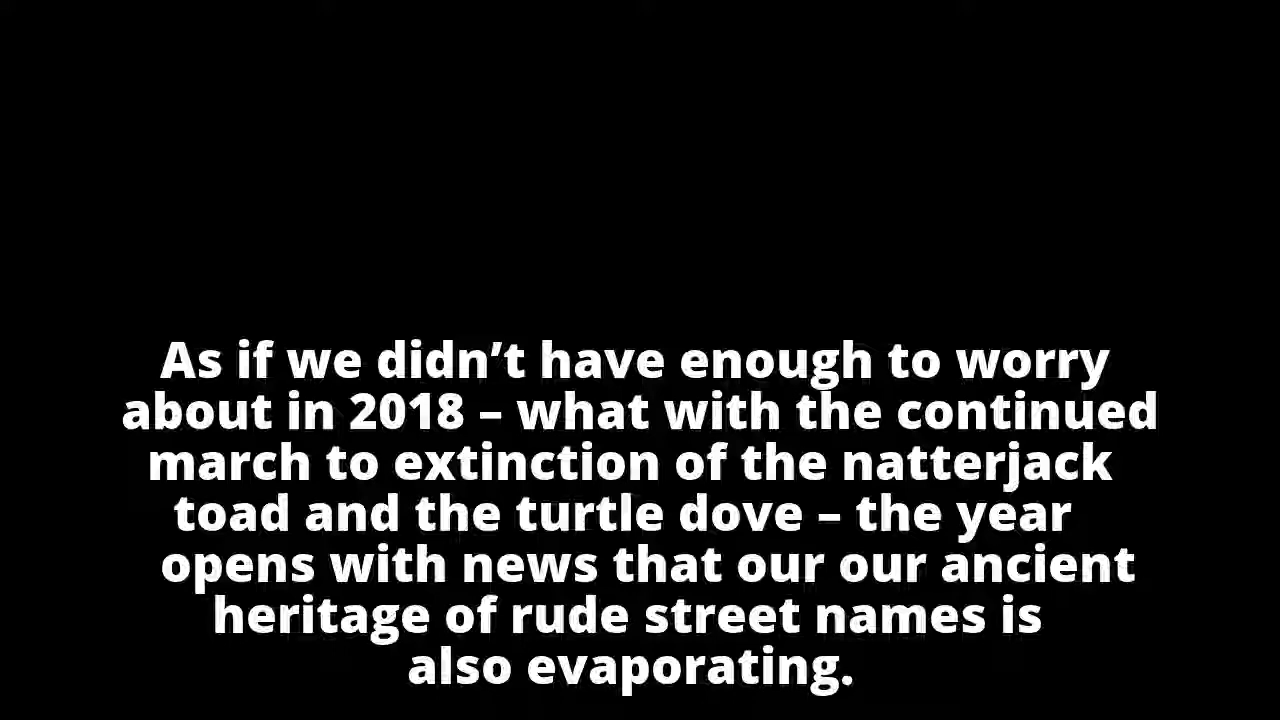 As if we didn’t have enough to worry
about in 2018 – what with the continued
march to extinction of the natterjack
toad and the turtle dove – the year
opens with news that our our ancient
heritage of rude street names is
also evaporating.